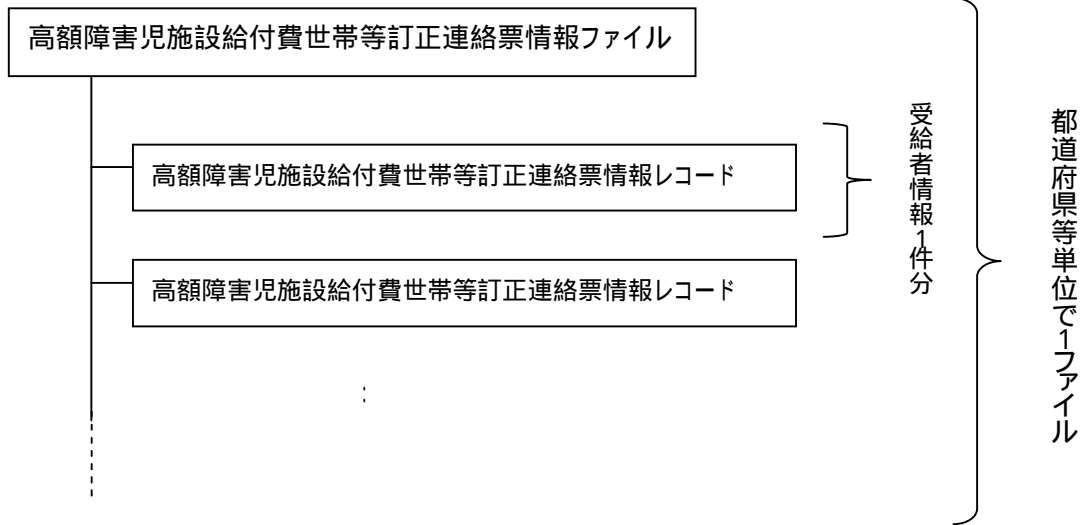 高額障害児施設給付費世帯等訂正連絡票情報ファイル
高額障害児施設給付費世帯等訂正連絡票情報レコード
高額障害児施設給付費世帯等訂正連絡票情報レコード
:
受給者情報1件分
都道府県等単位で1ファイル